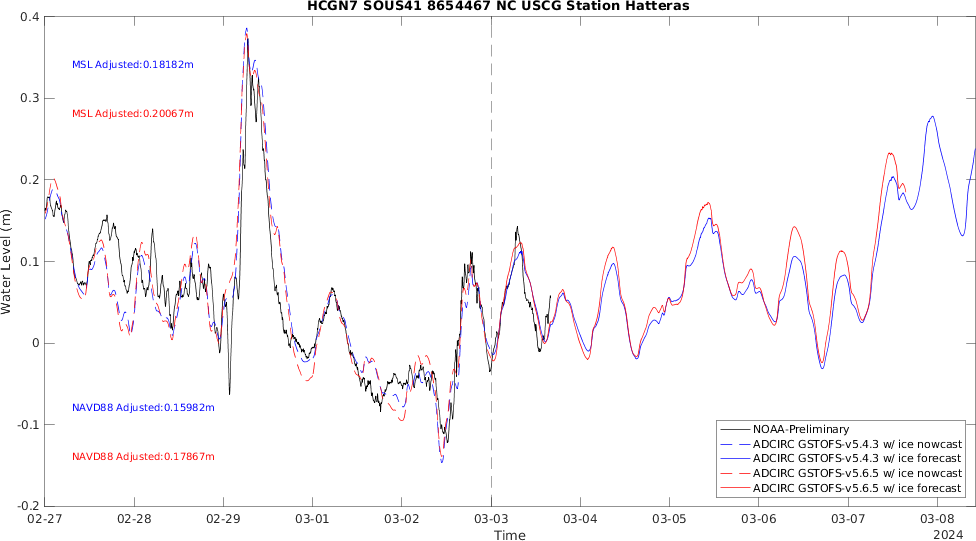 HCGN7 SOUS41 8654467 NC USCG Station Hatteras
0.4
MSL Adjusted:0.18182m
0.3
MSL Adjusted:0.20067m
0.2
Water Level (m)
0.1
0
NAVD88 Adjusted:0.15982m
-0.1
NAVD88 Adjusted:0.17867m
-0.2
NOAA-Preliminary
ADCIRC GSTOFS-v5.4.3 w/ ice nowcast
ADCIRC GSTOFS-v5.4.3 w/ ice forecast
ADCIRC GSTOFS-v5.6.5 w/ ice nowcast
ADCIRC GSTOFS-v5.6.5 w/ ice forecast
02-27 02-28 02-29 03-01 03-02 03-03 03-04 03-05 03-06 03-07 03-08
Time 2024